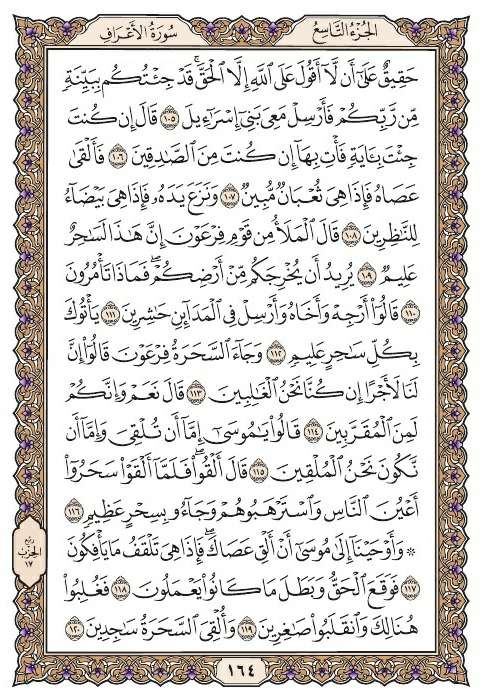 الجزء التاسع
سورة الأعراف
حَقِيقٌ عَلَىٰٓ أَن لَّآ أَقُولَ عَلَى ٱللَّهِ إِلَّا ٱلْحَقَّ ۚ قَدْ جِئْتُكُم بِبَيِّنَةٍ
مِّن رَّبِّكُمْ فَأَرْسِلْ مَعِىَ بَنِىٓ إِسْرَٰٓءِيلَ ١٠٥ قَالَ إِن كُنتَ
جِئْتَ بِـَٔايَةٍ فَأْتِ بِهَآ إِن كُنتَ مِنَ ٱلصَّٰدِقِينَ ١٠٦ فَأَلْقَىٰ
عَصَاهُ فَإِذَا هِىَ ثُعْبَانٌ مُّبِينٌ ١٠٧ وَنَزَعَ يَدَهُۥ فَإِذَا هِىَ بَيْضَآءُ
لِلنَّٰظِرِينَ ١٠٨ قَالَ ٱلْمَلَأُ مِن قَوْمِ فِرْعَوْنَ إِنَّ هَٰذَا لَسَٰحِرٌ
عَلِيمٌ ١٠٩ يُرِيدُ أَن يُخْرِجَكُم مِّنْ أَرْضِكُمْ ۖ فَمَاذَا تَأْمُرُونَ
١١٠ قَالُوٓا۟ أَرْجِهْ وَأَخَاهُ وَأَرْسِلْ فِى ٱلْمَدَآئِنِ حَٰشِرِينَ ١١١ يَأْتُوكَ
بِكُلِّ سَٰحِرٍ عَلِيمٍ ١١٢ وَجَآءَ ٱلسَّحَرَةُ فِرْعَوْنَ قَالُوٓا۟ إِنَّ
لَنَا لَأَجْرًا إِن كُنَّا نَحْنُ ٱلْغَٰلِبِينَ ١١٣ قَالَ نَعَمْ وَإِنَّكُمْ
لَمِنَ ٱلْمُقَرَّبِينَ ١١٤ قَالُوا۟ يَٰمُوسَىٰٓ إِمَّآ أَن تُلْقِىَ وَإِمَّآ أَن
نَّكُونَ نَحْنُ ٱلْمُلْقِينَ ١١٥ قَالَ أَلْقُوا۟ ۖ فَلَمَّآ أَلْقَوْا۟ سَحَرُوٓا۟
أَعْيُنَ ٱلنَّاسِ وَٱسْتَرْهَبُوهُمْ وَجَآءُو بِسِحْرٍ عَظِيمٍ ١١٦
۞ وَأَوْحَيْنَآ إِلَىٰ مُوسَىٰٓ أَنْ أَلْقِ عَصَاكَ ۖ فَإِذَا هِىَ تَلْقَفُ مَا يَأْفِكُونَ
١١٧ فَوَقَعَ ٱلْحَقُّ وَبَطَلَ مَا كَانُوا۟ يَعْمَلُونَ ١١٨ فَغُلِبُوا۟
هُنَالِكَ وَٱنقَلَبُوا۟ صَٰغِرِينَ ١١٩ وَأُلْقِىَ ٱلسَّحَرَةُ سَٰجِدِينَ ١٢٠
ربع
الحزب
١٧
١٦٤